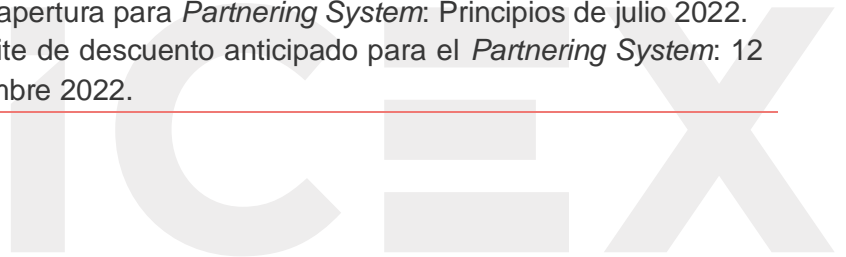 apertura para Partnering System: Principios de julio 2022.
ite de descuento anticipado para el Partnering System: 12
mbre 2022.
ICEX